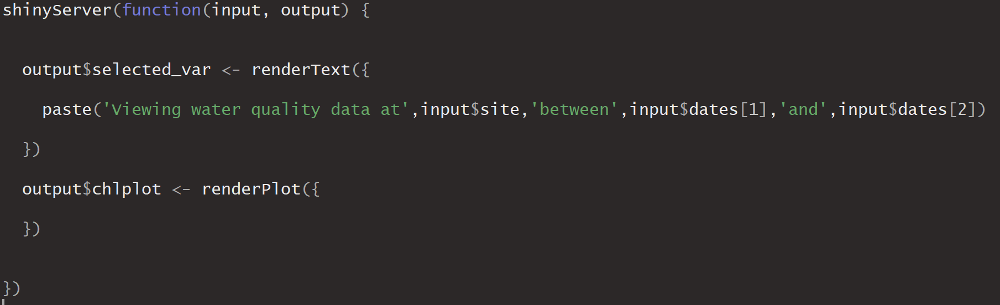 shinyServer(function(input, output) {
output$selected_var <- renderText({
paste('Viewing water quality data at',input$site,'between',input$dates[1],'and',input$dates[2])
})
output$chlplot <- renderPlot({
})
})